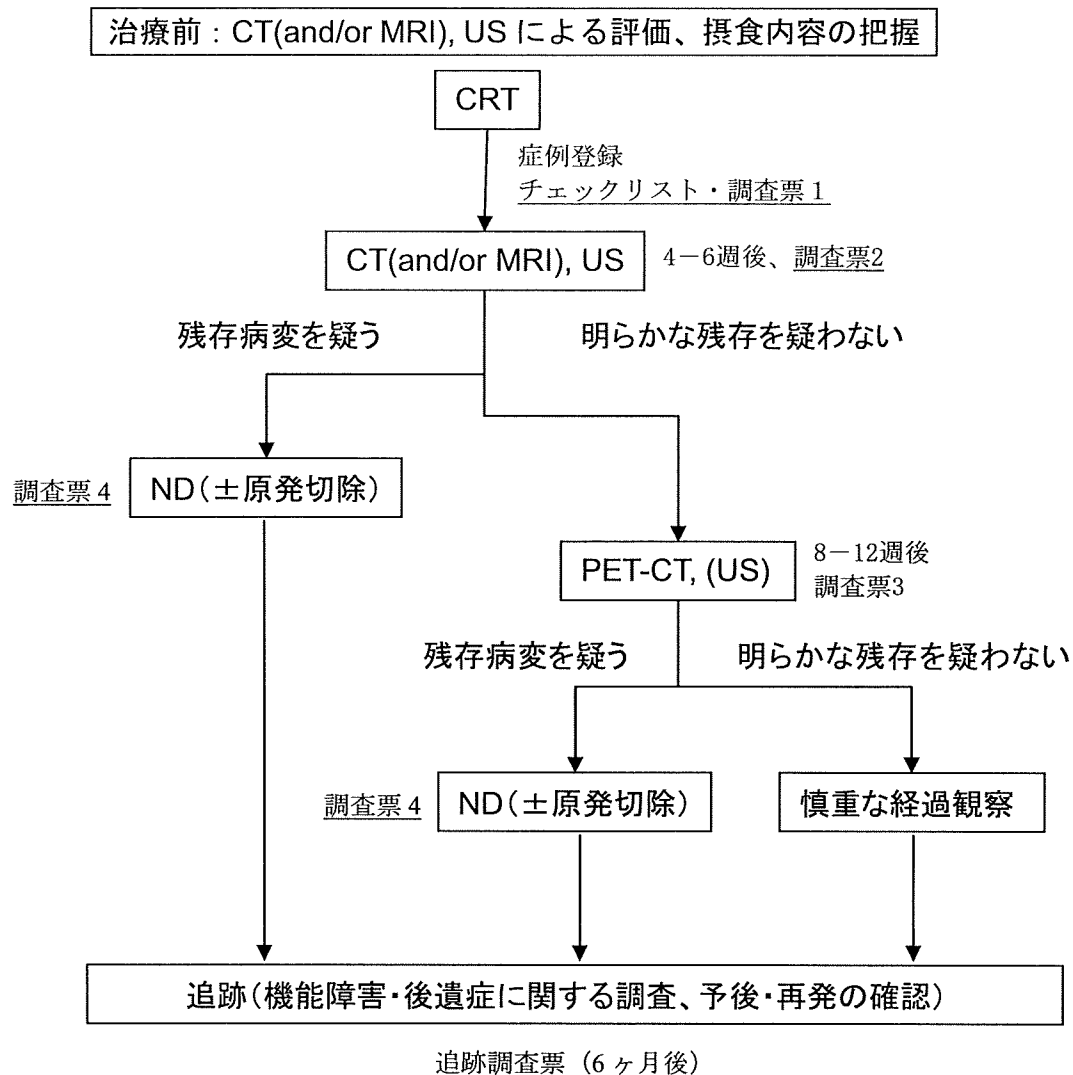 治療前：CT(and/or MRI), US による評価、摂食内容の把握
CRT
症例登録
チェックリスト・調査票１
CT(and/or MRI), US
4－6週後、調査票2
残存病変を疑う
明らかな残存を疑わない
調査票４
ND（±原発切除）
PET-CT, (US)
8－12週後
調査票3
残存病変を疑う
明らかな残存を疑わない
調査票４
ND（±原発切除）
慎重な経過観察
追跡（機能障害・後遺症に関する調査、予後・再発の確認）
追跡調査票（6 ヶ月後）